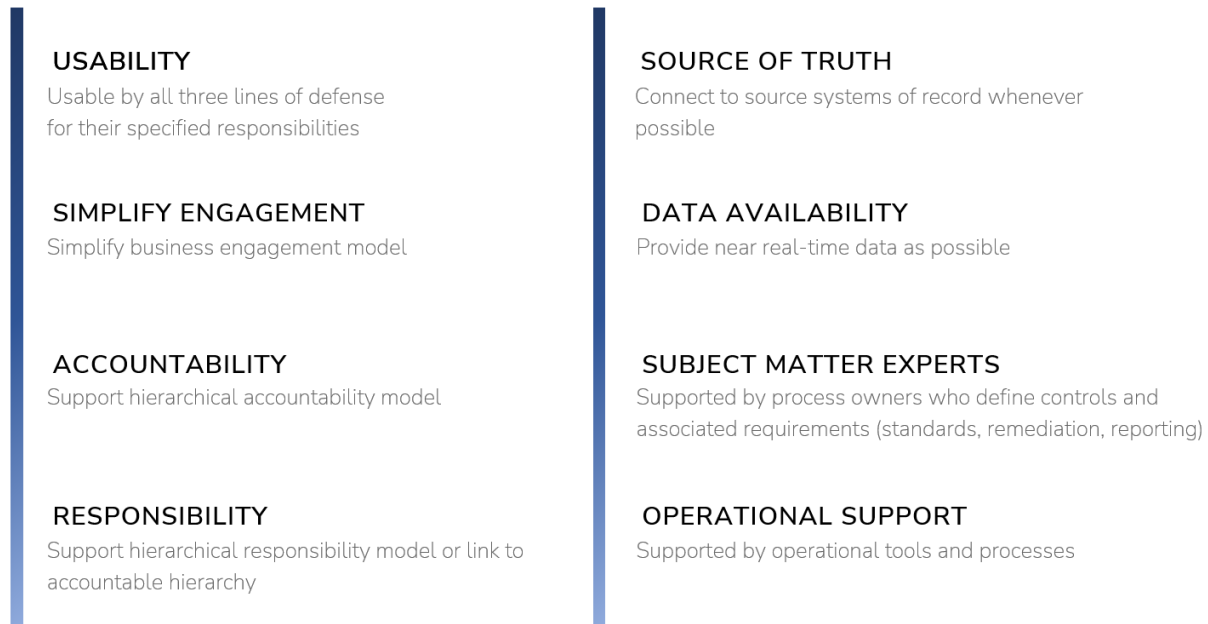 USABILITY
Usable by all three lines of defense
for their specified responsibilities
SIMPLIFY ENGAGEMENT
Simplify business engagement model
ACCOUNTABILITY
Support hierarchical accountability model
RESPONSIBILITY
Support hierarchical responsibility model or link to
accountable hierarchy
SOURCE OF TRUTH
Connect to source systems of record whenever
possible
DATA AVAILABILITY
Provide near real-time data as possible
SUBJECT MATTER EXPERTS
Supported by process owners who define controls and
associated requirements (standards, remediation, reporting)
OPERATIONAL SUPPORT
Supported by operational tools and processes